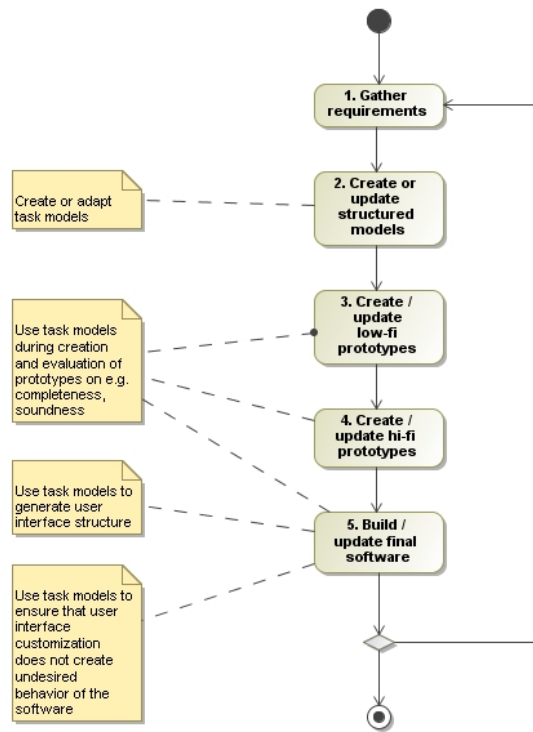 1. Gather
requirements
2. Create or
update
structured
models
Create or adapt
task models
3. Create /
update
low-fi
prototypes
Use task models
during creation
and evaluation of
prototypes on e.g.
completeness,
soundness
4. Create /
update hi-fi
prototypes
Use task models to
generate user
interface structure
5. Build /
update final
software
Use task models to
ensure that user
interface
customization
does not create
undesired
behavior of the
software